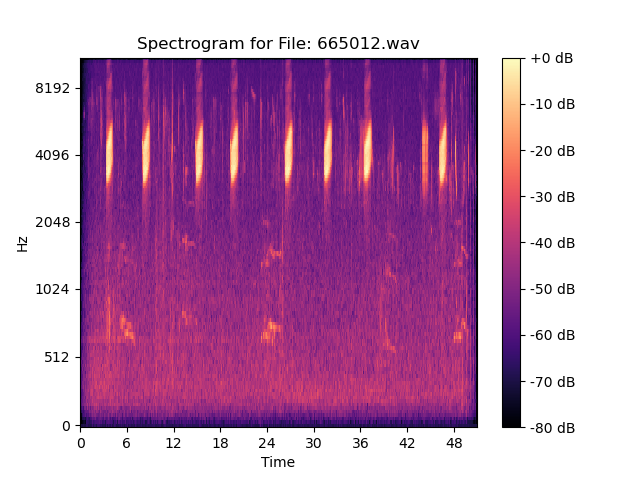 Spectrogram for File: 665012.wav
8192
4096
2048
1024
512
0
Hz
0 6 12 18 24 30 36 42 48
Time
+0 dB
-10 dB
-20 dB
-30 dB
-40 dB
-50 dB
-60 dB
-70 dB
-80 dB